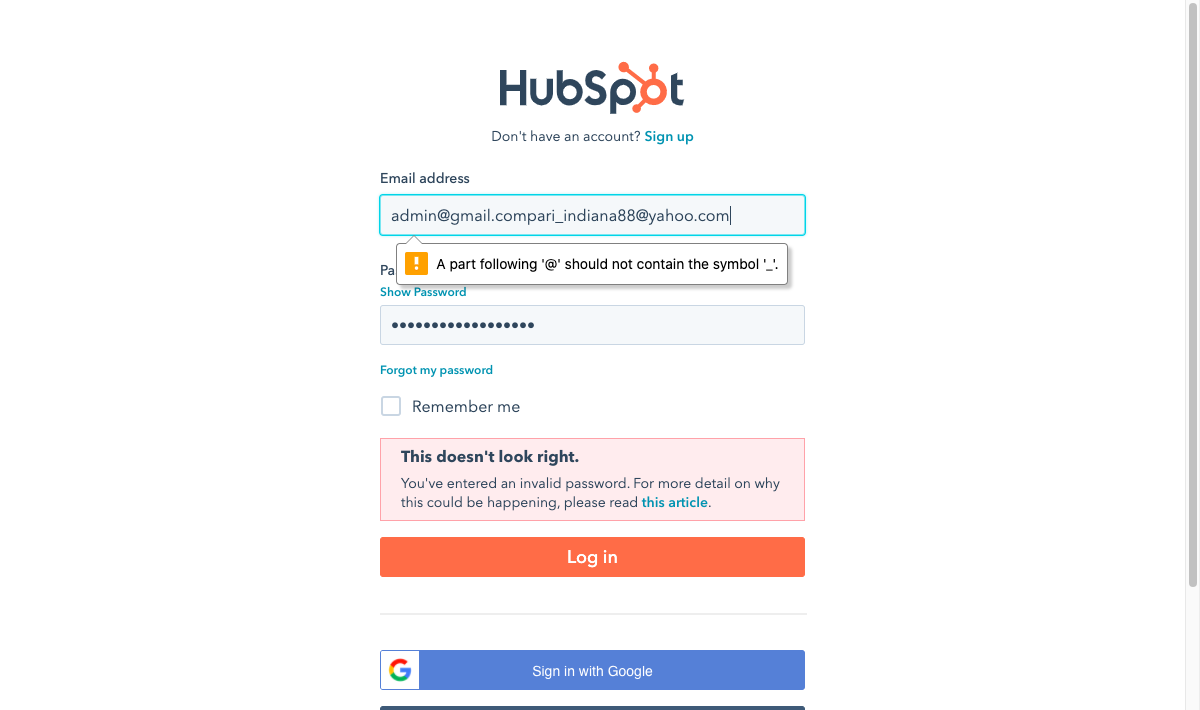 HubSpot
Don't have an account? Sign up
Email address
admin@gmail.compari_indiana88@yahoo.com
A part following '@' should not contain the symbol '_'.
Pa
Show Password
••••••••••••••••••
Forgot my password
Remember me
This doesn't look right.
You've entered an invalid password. For more detail on why
this could be happening, please read this article.
Log in
Sign in with Google